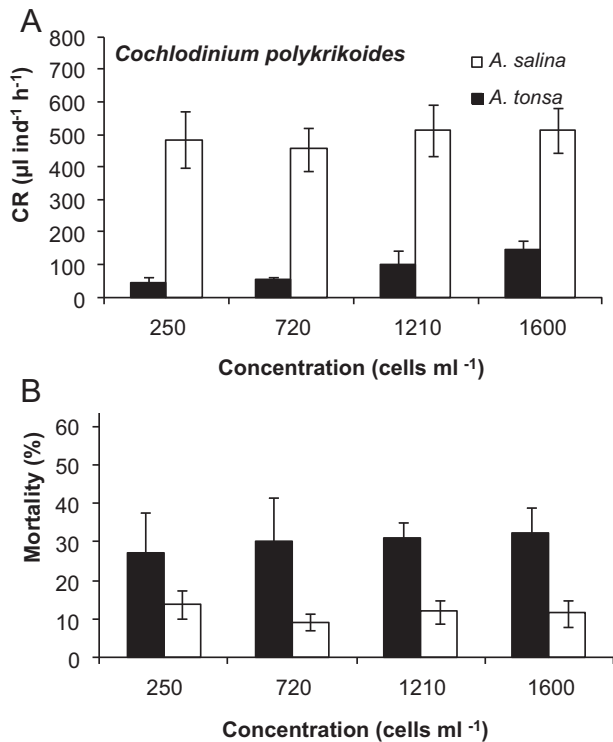 A
800
Cochlodinium polykrikoides
A. salina
700
A. tonsa
600
500
400
300
200
100
0
CR (µl ind-1 h-1)
250 720 1210 1600
Concentration (cells ml -1)
B
60
50
40
30
20
10
0
Mortality (%)
250 720 1210 1600
Concentration (cells ml -1)